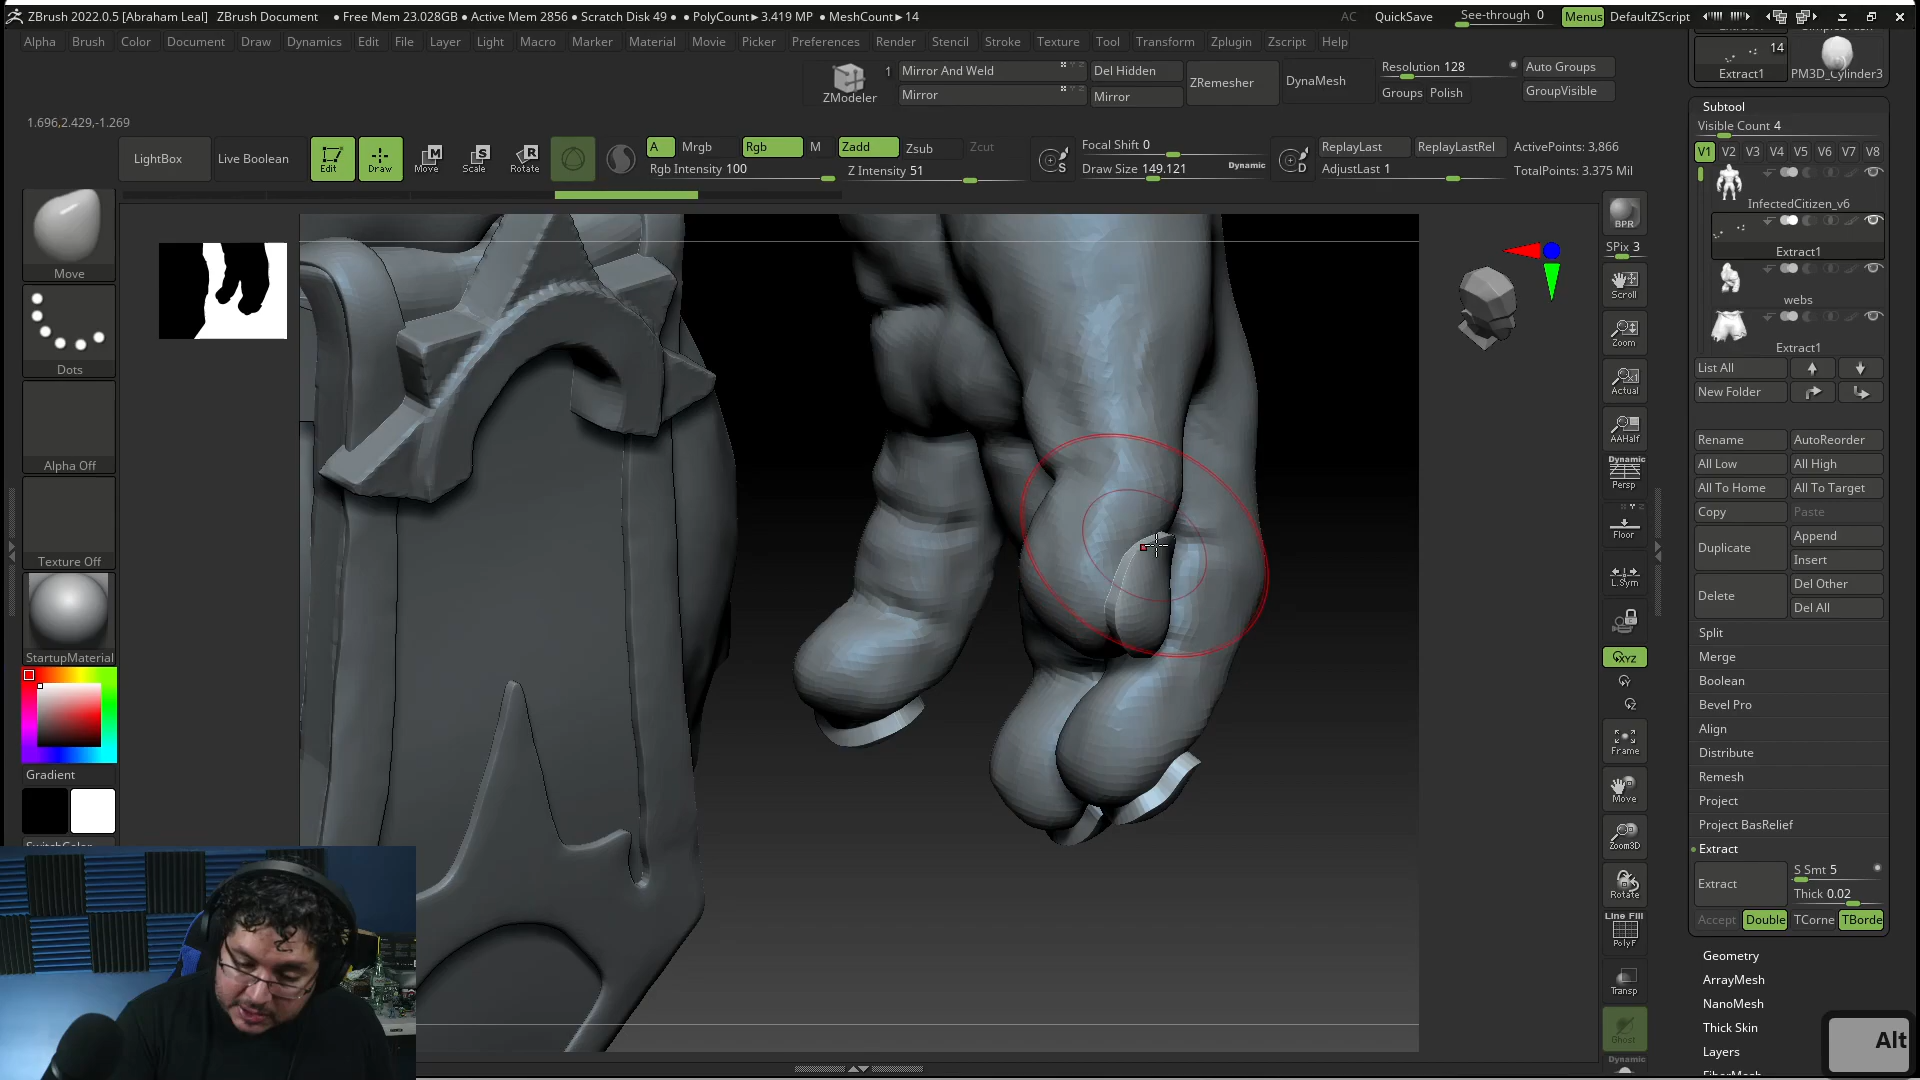 ZBrush 2022.0.5 [Abraham Leal]   ZBrush Document   ● Free Mem 23.028GB ● Active Mem 2856 ● Scratch Disk 49 ●  ● PolyCount► 3.419 MP  ● MeshCount► 14
AC QuickSave See-through 0 Menus DefaultZScript
Alpha Brush Color Document Draw Dynamics Edit File Layer Light Macro Marker Material Movie Picker Preferences Render Stencil Stroke Texture Tool Transform Zplugin Zscript Help
ZModeler 1
Mirror And Weld
Mirror
Del Hidden
Mirror
ZRemesher
DynaMesh
Resolution 128
Groups Polish
Auto Groups
GroupVisible
1.696,2.429,-1.269
LightBox
Live Boolean
Edit
Draw
Move
Scale
Rotate
A Mrgb
Rgb M
Rgb Intensity 100
Zadd Zsub Zcut
Z Intensity 51
S
Focal Shift 0
Draw Size 149.121 Dynamic
D
ReplayLast ReplayLastRel
AdjustLast 1
ActivePoints: 3,866
TotalPoints: 3.375 Mil
Move
Dots
Alpha Off
Texture Off
StartupMaterial
Gradient
SwitchColor
BPR
SPix 3
Scroll
Zoom
Actual
AAHalf
Dynamic
Persp
Floor
L.Sym
XYZ
Frame
Move
Zoom3D
Rotate
Line Fill
PolyF
Transp
Ghost
Dynamic
14
Extract1
PM3D_Cylinder3
Subtool
Visible Count 4
V1 V2 V3 V4 V5 V6 V7 V8
InfectedCitizen_v6
Extract1
webs
Extract1
List All
New Folder
Rename AutoReorder
All Low All High
All To Home All To Target
Copy Paste
Duplicate
Append
Insert
Delete
Del Other
Del All
Split
Merge
Boolean
Bevel Pro
Align
Distribute
Remesh
Project
Project BasRelief
Extract
Extract
S Smt 5
Thick 0.02
Accept Double TCorne TBorde
Geometry
ArrayMesh
NanoMesh
Thick Skin
Layers
FiberMesh
Alt